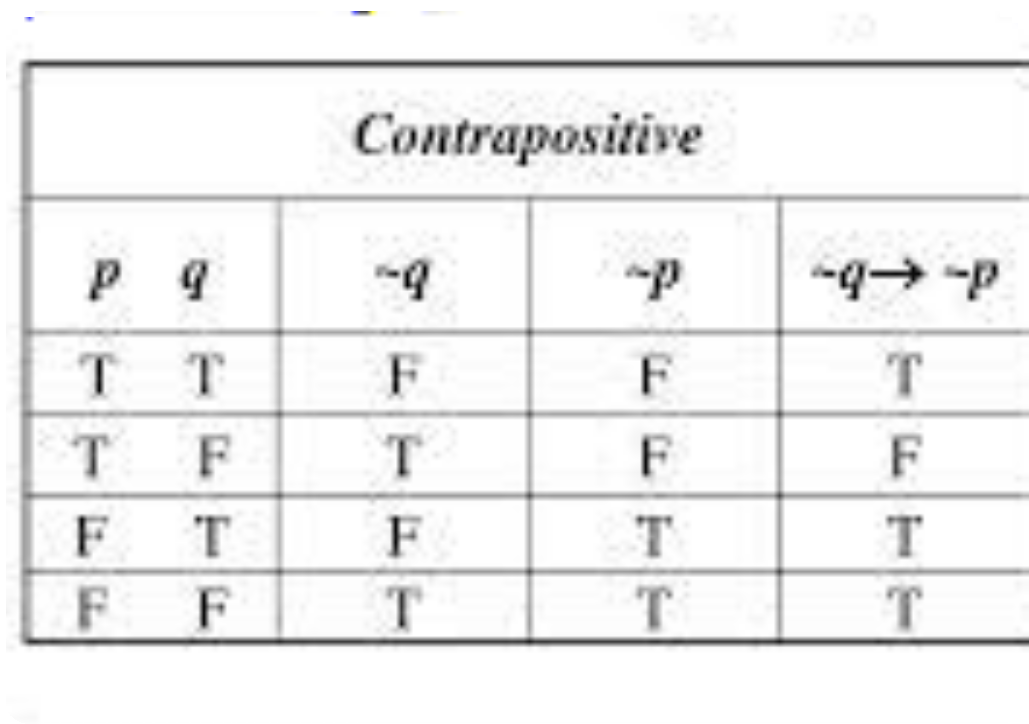 Contrapositive
p q ~q ~p ~q→ ~p
T T F F T
T F T F F
F T F T T
F F T T T